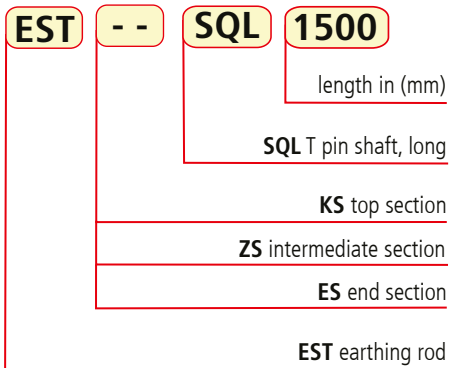 EST - - SQL 1500
length in (mm)
SQL T pin shaft, long
KS top section
ZS intermediate section
ES end section
EST earthing rod